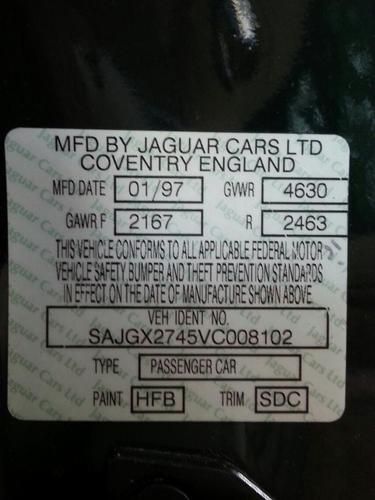 MFD BY JAGUAR CARS LTD
COVENTRY ENGLAND
MFD DATE 01/97 GVWR 4630
GAWR F 2167 R 2463
THIS VEHICLE CONFORMS TO ALL APPLICABLE FEDERAL MOTOR
VEHICLE SAFETY BUMPER AND THEFT PREVENTION STANDARDS
IN EFFECT ON THE DATE OF MANUFACTURE SHOWN ABOVE
VEH IDENT NO.
SAJGX2745VC008102
TYPE PASSENGER CAR
PAINT HFB TRIM SDC